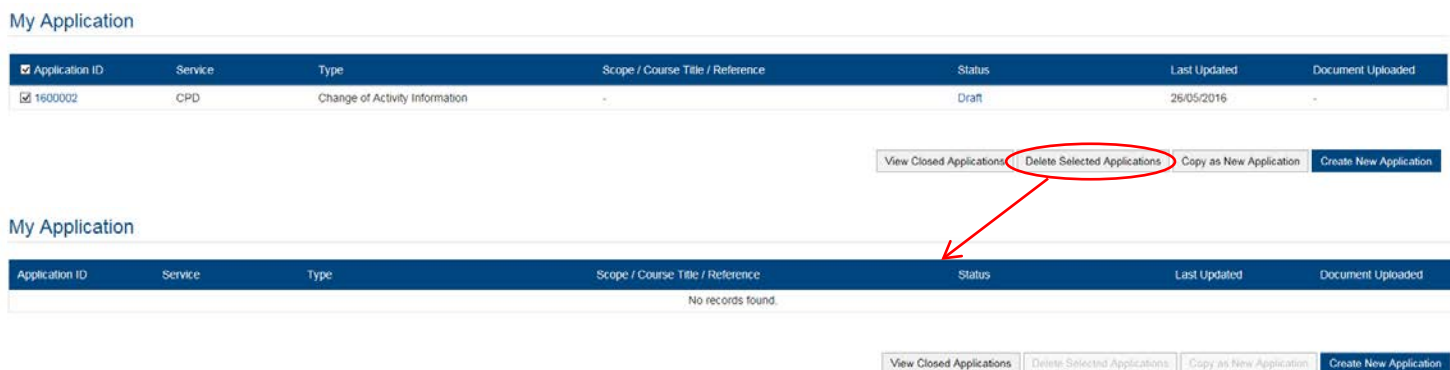 My Application
Application ID Service Type Scope / Course Title / Reference Status Last Updated Document Uploaded
1600002 CPD Change of Activity Information - Draft 26/05/2016 -
View Closed Applications Delete Selected Applications Copy as New Application Create New Application
My Application
Application ID Service Type Scope / Course Title / Reference Status Last Updated Document Uploaded
No records found.
View Closed Applications Delete Selected Applications Copy as New Application Create New Application